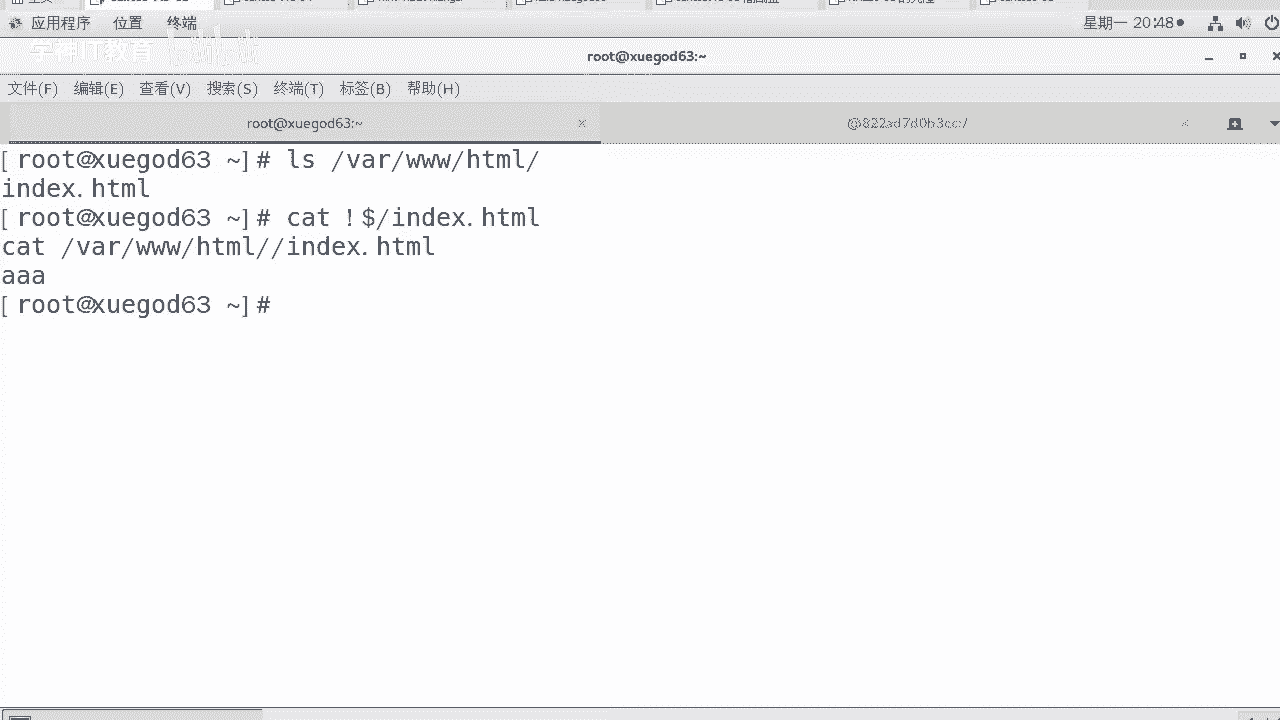 应用程序 位置 终端 星期一 20:48
学神IT教育
root@xuegod63:~
文件(F) 编辑(E) 查看(V) 搜索(S) 终端(T) 标签(B) 帮助(H)
root@xuegod63:~
[root@xuegod63 ~]# ls /var/www/html/
index.html
[root@xuegod63 ~]# cat !$/index.html
cat /var/www/html//index.html
aaa
[root@xuegod63 ~]#